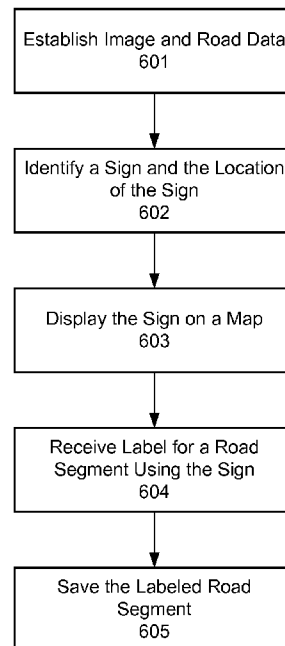 Establish Image and Road Data
601
Identify a Sign and the Location
of the Sign
602
Display the Sign on a Map
603
Receive Label for a Road
Segment Using the Sign
604
Save the Labeled Road
Segment
605